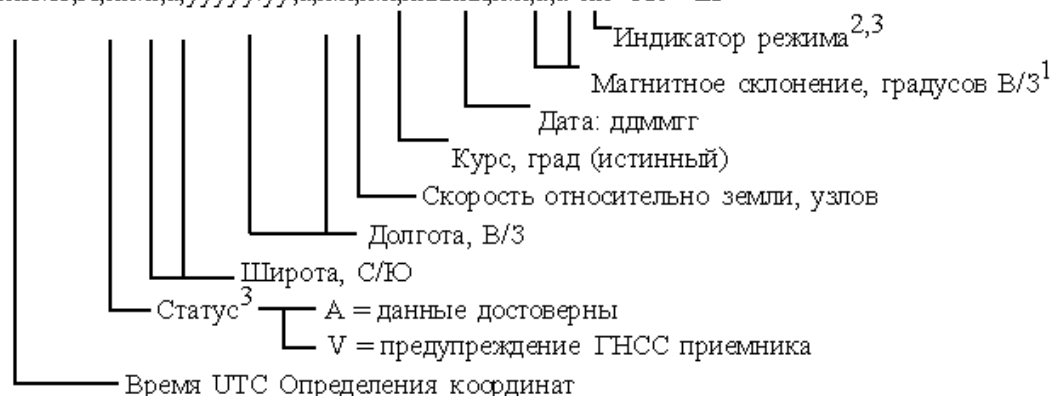 Индикатор режима2,3
Магнитное склонение, градусов В/З1
Дата: ддммгг
Курс, град (истинный)
Скорость относительно земли, узлов
Долгота, В/З
Широта, С/Ю
Статус3 А = данные достоверны
V = предупреждение ГНСС приемника
Время UTC Определения координат